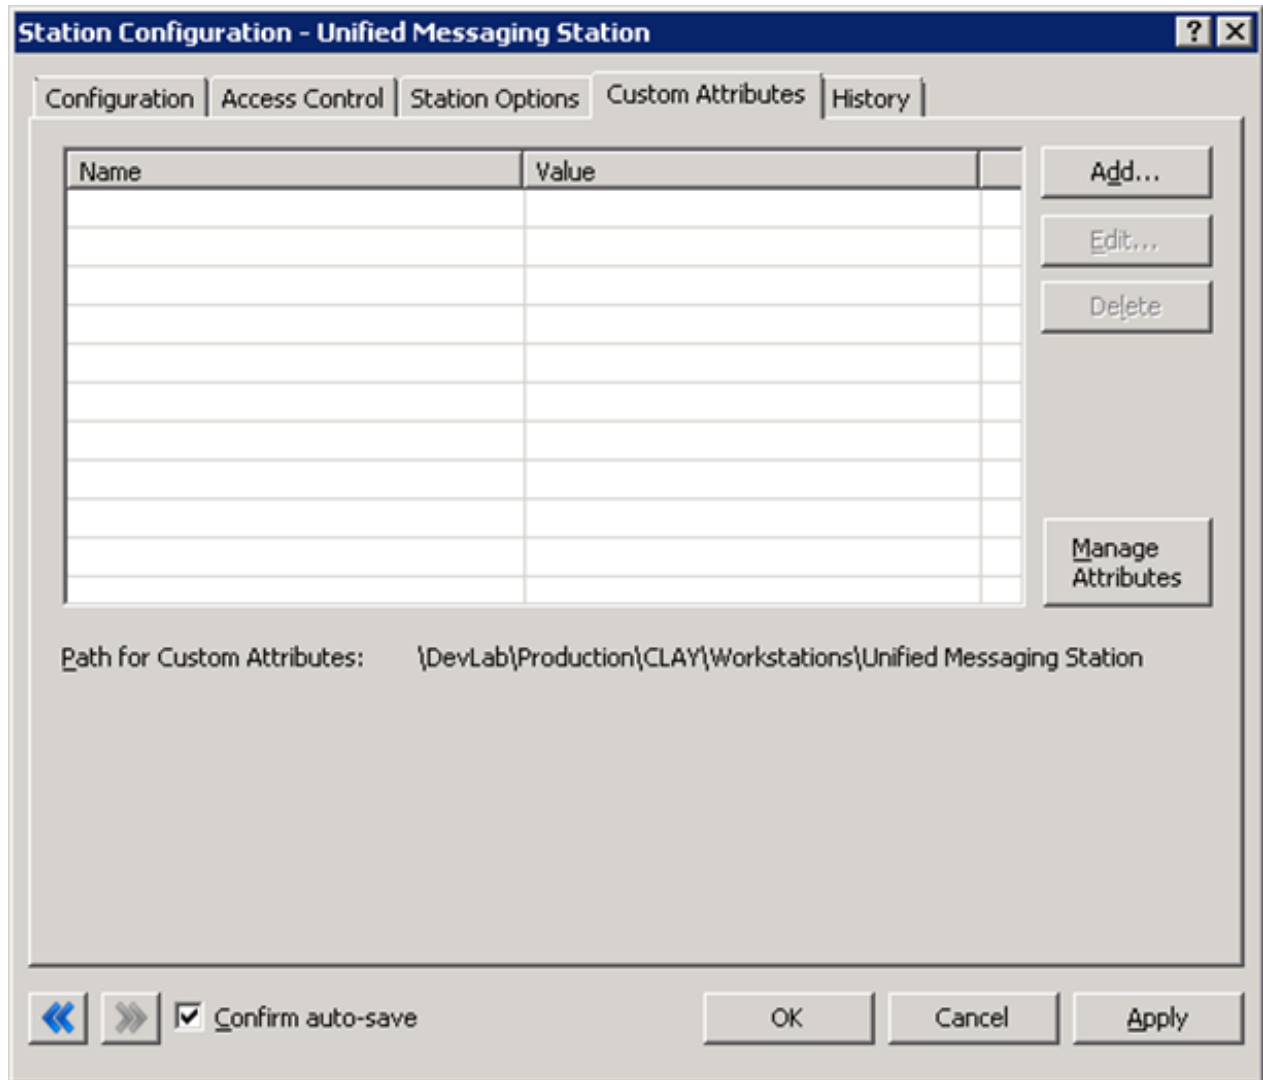 Station Configuration - Unified Messaging Station
Configuration Access Control Station Options Custom Attributes History
Name Value
Add...
Edit...
Delete
Manage
Attributes
Path for Custom Attributes: \DevLab\Production\CLAY\Workstations\Unified Messaging Station
Confirm auto-save OK Cancel Apply